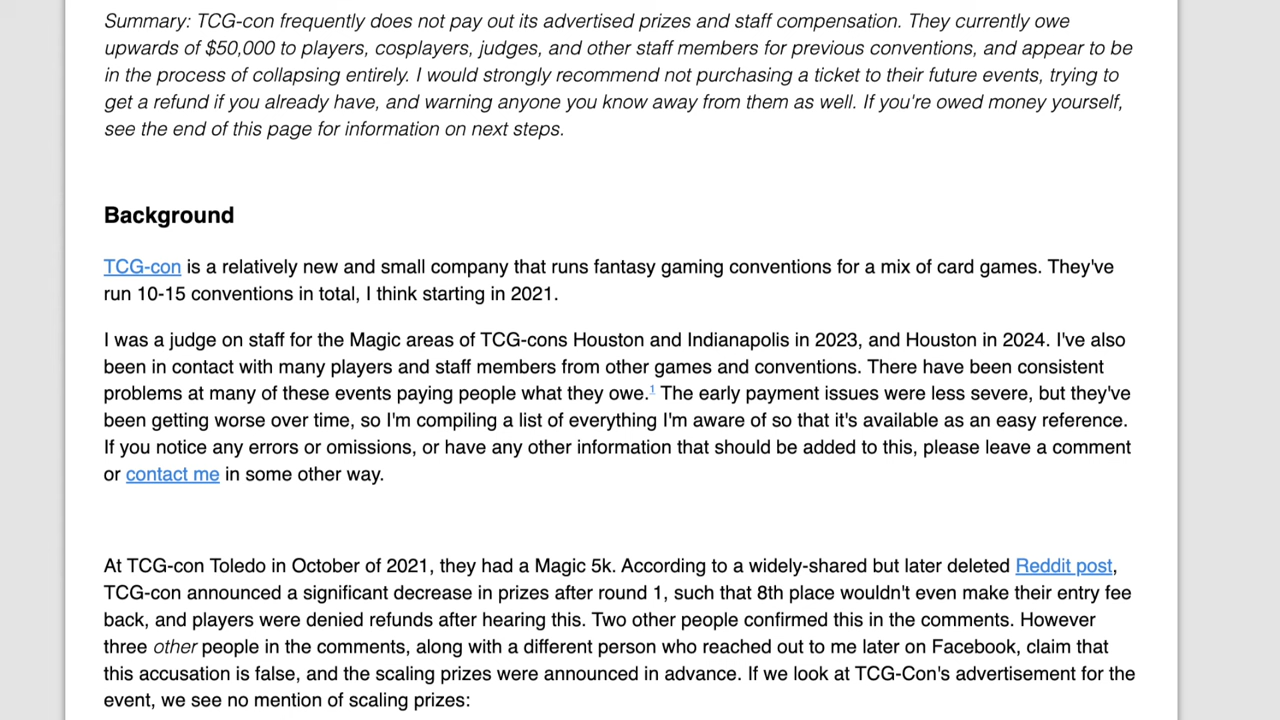 Summary: TCG-con frequently does not pay out its advertised prizes and staff compensation. They currently owe
upwards of $50,000 to players, cosplayers, judges, and other staff members for previous conventions, and appear to be
in the process of collapsing entirely. I would strongly recommend not purchasing a ticket to their future events, trying to
get a refund if you already have, and warning anyone you know away from them as well. If you're owed money yourself,
see the end of this page for information on next steps.
Background
TCG-con is a relatively new and small company that runs fantasy gaming conventions for a mix of card games. They've
run 10-15 conventions in total, I think starting in 2021.
I was a judge on staff for the Magic areas of TCG-cons Houston and Indianapolis in 2023, and Houston in 2024. I've also
been in contact with many players and staff members from other games and conventions. There have been consistent
problems at many of these events paying people what they owe.¹ The early payment issues were less severe, but they've
been getting worse over time, so I'm compiling a list of everything I'm aware of so that it's available as an easy reference.
If you notice any errors or omissions, or have any other information that should be added to this, please leave a comment
or contact me in some other way.
At TCG-con Toledo in October of 2021, they had a Magic 5k. According to a widely-shared but later deleted Reddit post,
TCG-con announced a significant decrease in prizes after round 1, such that 8th place wouldn't even make their entry fee
back, and players were denied refunds after hearing this. Two other people confirmed this in the comments. However
three other people in the comments, along with a different person who reached out to me later on Facebook, claim that
this accusation is false, and the scaling prizes were announced in advance. If we look at TCG-Con's advertisement for the
event, we see no mention of scaling prizes: